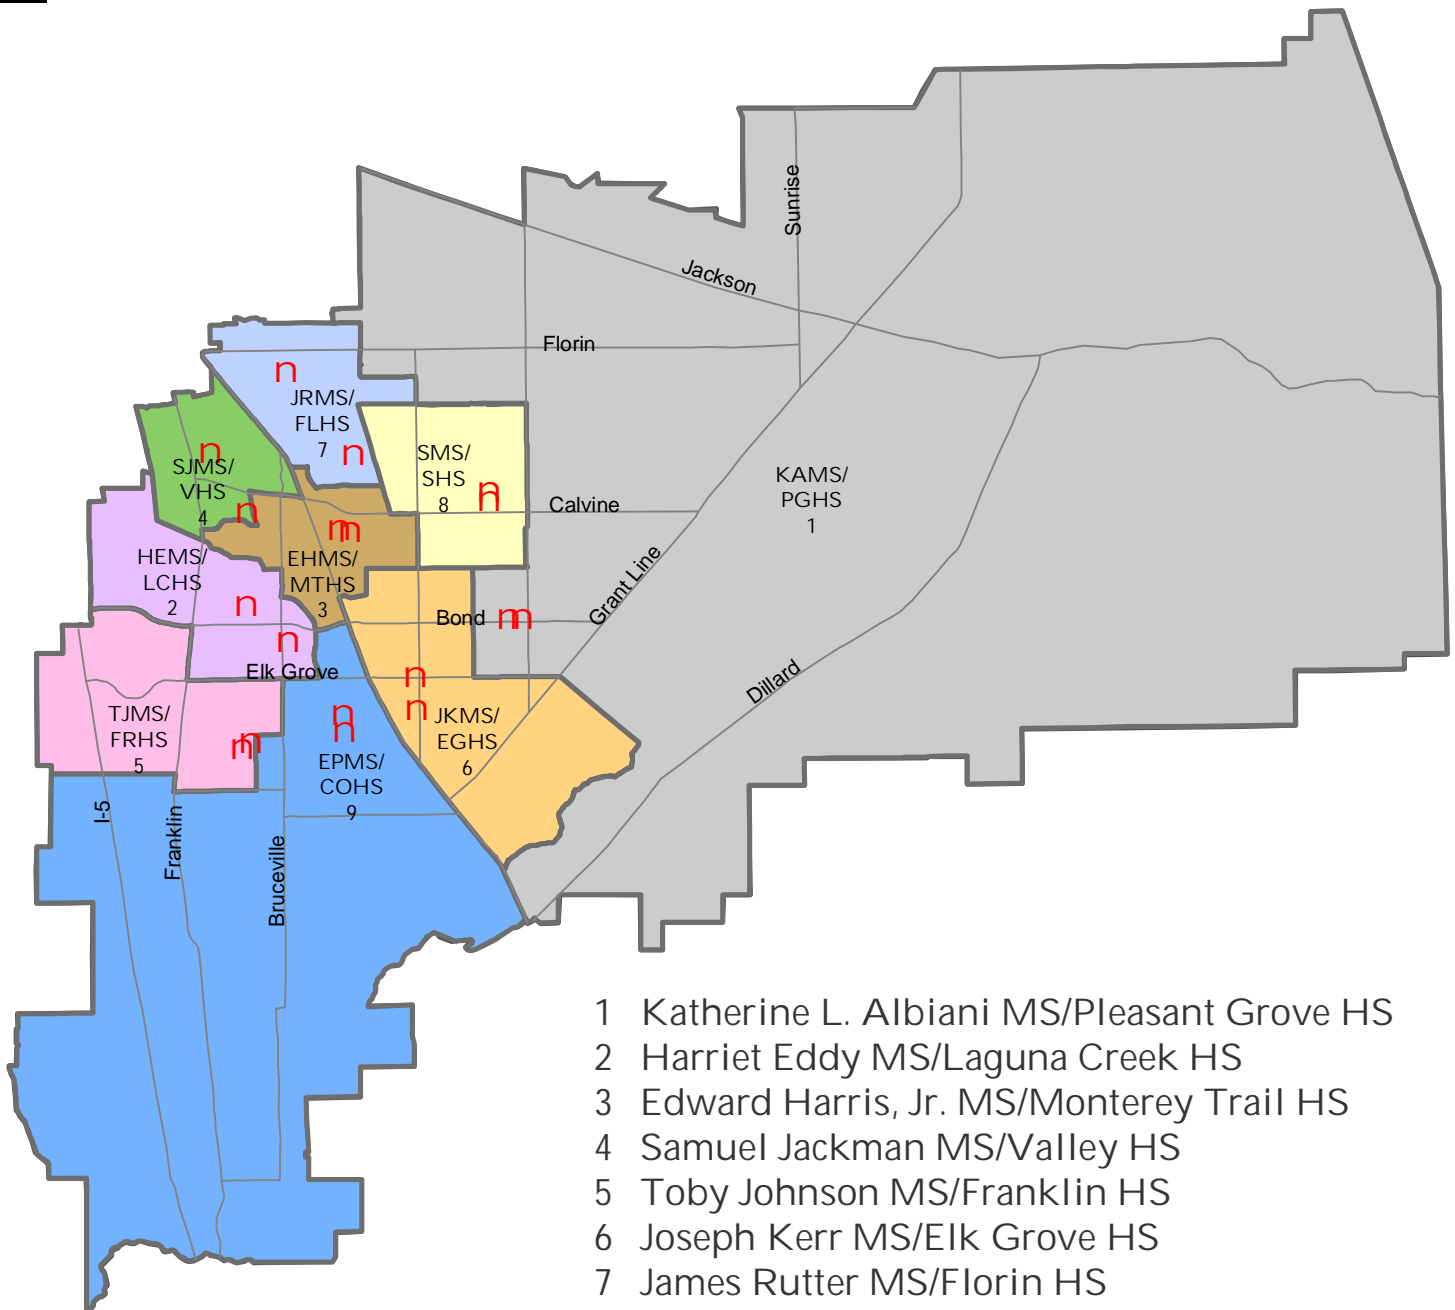 Sunrise
Jackson
Florin
n
JRMS/
FLHS
7
n
n
SJMS/
VHS
4
SMS/
SHS
8
n
n
KAMS/
PGHS
1
Calvine
n
n
n
HEMS/
LCHS
2
EHMS/
MTHS
3
n
Grant Line
Bond
n
n
n
Elk Grove
n
n
Dillard
TJMS/
FRHS
5
n
n
n
n
JKMS/
EGHS
6
EPMS/
COHS
9
I-5
Franklin
Bruceville
1 Katherine L. Albiani MS/Pleasant Grove HS
2 Harriet Eddy MS/Laguna Creek HS
3 Edward Harris, Jr. MS/Monterey Trail HS
4 Samuel Jackman MS/Valley HS
5 Toby Johnson MS/Franklin HS
6 Joseph Kerr MS/Elk Grove HS
7 James Rutter MS/Florin HS